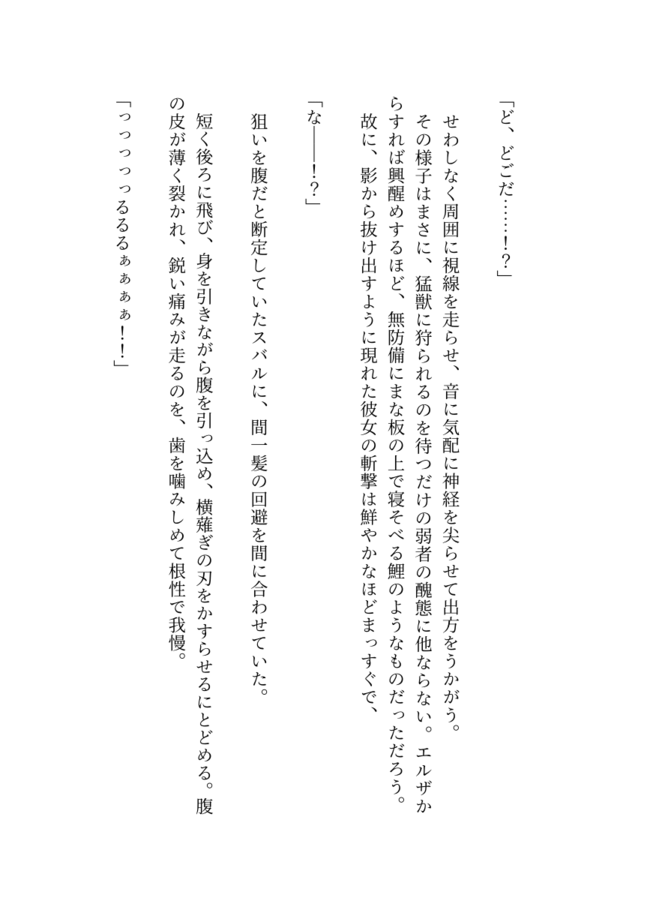 「ど、どごだ……！？」
せわしなく周囲に視線を走らせ、音に気配に神経を尖らせて出方をうかがう。
その様子はまさに、猛獣に狩られるのを待つだけの弱者の醜態に他ならない。エルザか
らすれば興醒めするほど、無防備にまな板の上で寝そべる鯉のようなものだっただろう。
故に、影から抜け出すように現れた彼女の斬撃は鮮やかなほどまっすぐで、
「な――！？」
狙いを腹だと断定していたスバルに、間一髪の回避を間に合わせていた。
短く後ろに飛び、身を引きながら腹を引っ込め、横薙ぎの刃をかすらせるにとどめる。腹
の皮が薄く裂かれ、鋭い痛みが走るのを、歯を噛みしめて根性で我慢。
「っっっっっるるるぁぁぁぁ！！」